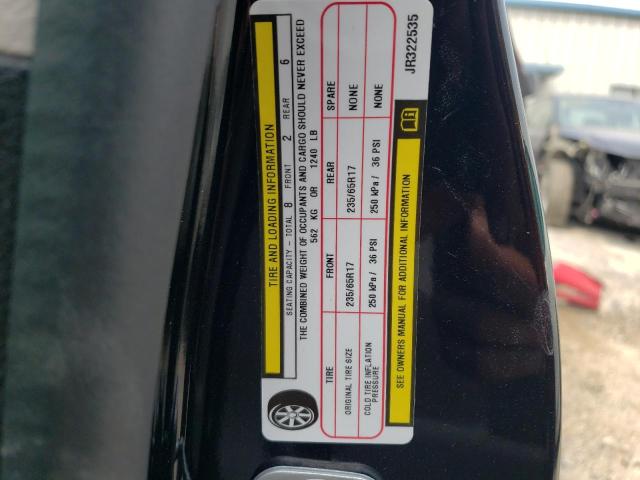 TIRE AND LOADING INFORMATION
SEATING CAPACITY - TOTAL 8 FRONT 2 REAR 6
THE COMBINED WEIGHT OF OCCUPANTS AND CARGO SHOULD NEVER EXCEED
562 KG OR 1240 LB
TIRE FRONT REAR SPARE
ORIGINAL TIRE SIZE 235/65R17 235/65R17 NONE
COLD TIRE INFLATION PRESSURE 250 kPa / 36 PSI 250 kPa / 36 PSI NONE
SEE OWNERS MANUAL FOR ADDITIONAL INFORMATION
JR322535